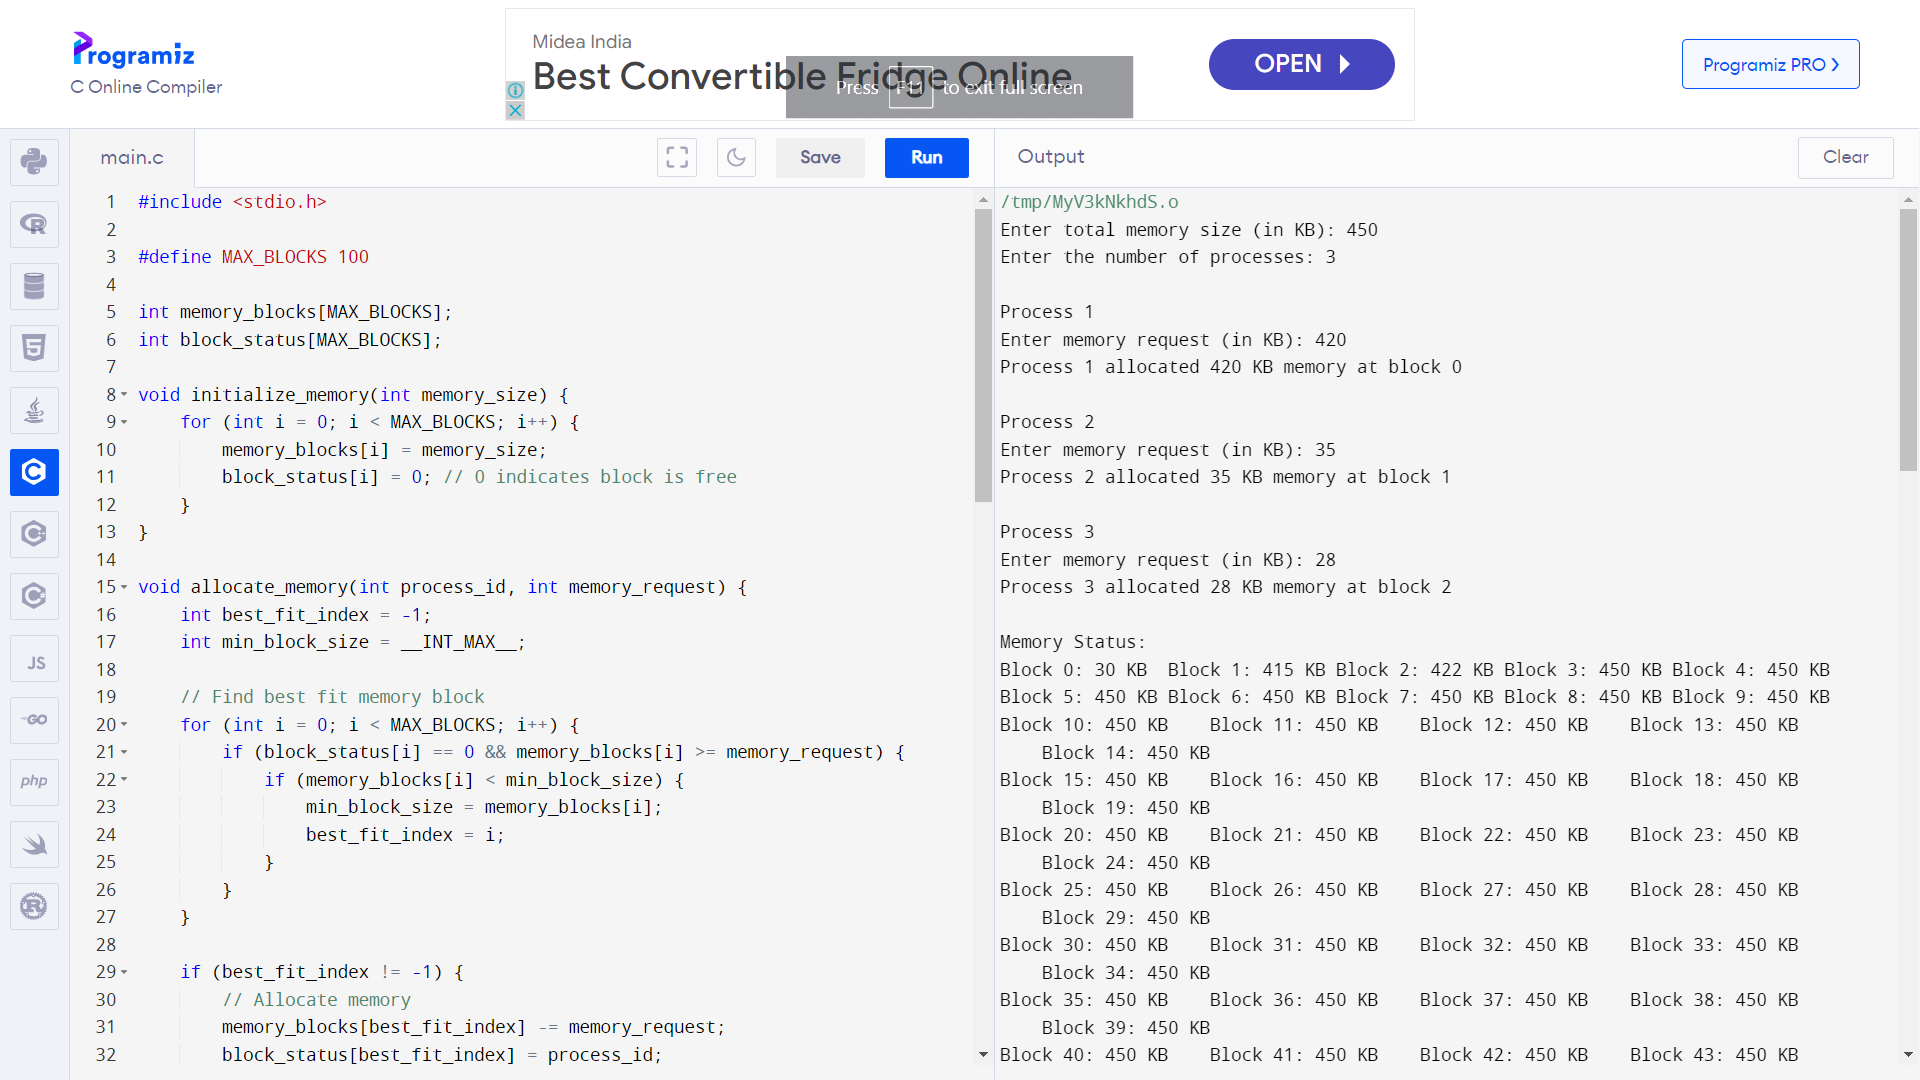 Programiz
C Online Compiler
Midea India
Best Convertible Fridge Online
OPEN
Press F11 to exit full screen
Programiz PRO
main.c
Save
Run
Output
Clear
1 #include <stdio.h>
2
3 #define MAX_BLOCKS 100
4
5 int memory_blocks[MAX_BLOCKS];
6 int block_status[MAX_BLOCKS];
7
8 void initialize_memory(int memory_size) {
9     for (int i = 0; i < MAX_BLOCKS; i++) {
10         memory_blocks[i] = memory_size;
11         block_status[i] = 0; // 0 indicates block is free
12     }
13 }
14
15 void allocate_memory(int process_id, int memory_request) {
16     int best_fit_index = -1;
17     int min_block_size = __INT_MAX__;
18
19     // Find best fit memory block
20     for (int i = 0; i < MAX_BLOCKS; i++) {
21         if (block_status[i] == 0 && memory_blocks[i] >= memory_request) {
22             if (memory_blocks[i] < min_block_size) {
23                 min_block_size = memory_blocks[i];
24                 best_fit_index = i;
25             }
26         }
27     }
28
29     if (best_fit_index != -1) {
30         // Allocate memory
31         memory_blocks[best_fit_index] -= memory_request;
32         block_status[best_fit_index] = process_id;
/tmp/MyV3kNkhdS.o
Enter total memory size (in KB): 450
Enter the number of processes: 3
Process 1
Enter memory request (in KB): 420
Process 1 allocated 420 KB memory at block 0
Process 2
Enter memory request (in KB): 35
Process 2 allocated 35 KB memory at block 1
Process 3
Enter memory request (in KB): 28
Process 3 allocated 28 KB memory at block 2
Memory Status:
Block 0: 30 KB  Block 1: 415 KB Block 2: 422 KB Block 3: 450 KB Block 4: 450 KB
Block 5: 450 KB Block 6: 450 KB Block 7: 450 KB Block 8: 450 KB Block 9: 450 KB
Block 10: 450 KB    Block 11: 450 KB    Block 12: 450 KB    Block 13: 450 KB
    Block 14: 450 KB
Block 15: 450 KB    Block 16: 450 KB    Block 17: 450 KB    Block 18: 450 KB
    Block 19: 450 KB
Block 20: 450 KB    Block 21: 450 KB    Block 22: 450 KB    Block 23: 450 KB
    Block 24: 450 KB
Block 25: 450 KB    Block 26: 450 KB    Block 27: 450 KB    Block 28: 450 KB
    Block 29: 450 KB
Block 30: 450 KB    Block 31: 450 KB    Block 32: 450 KB    Block 33: 450 KB
    Block 34: 450 KB
Block 35: 450 KB    Block 36: 450 KB    Block 37: 450 KB    Block 38: 450 KB
    Block 39: 450 KB
Block 40: 450 KB    Block 41: 450 KB    Block 42: 450 KB    Block 43: 450 KB
R
5
C
C
C
JS
GO
php
R